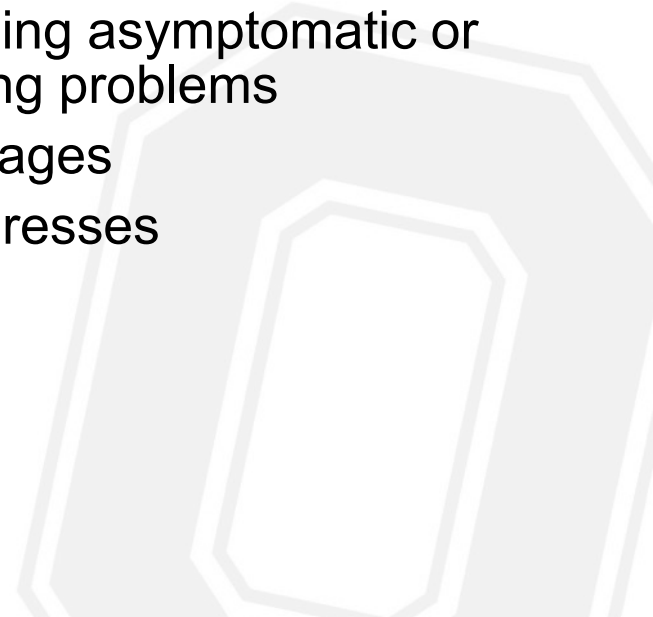 ing asymptomatic or
ng problems
ages
resses